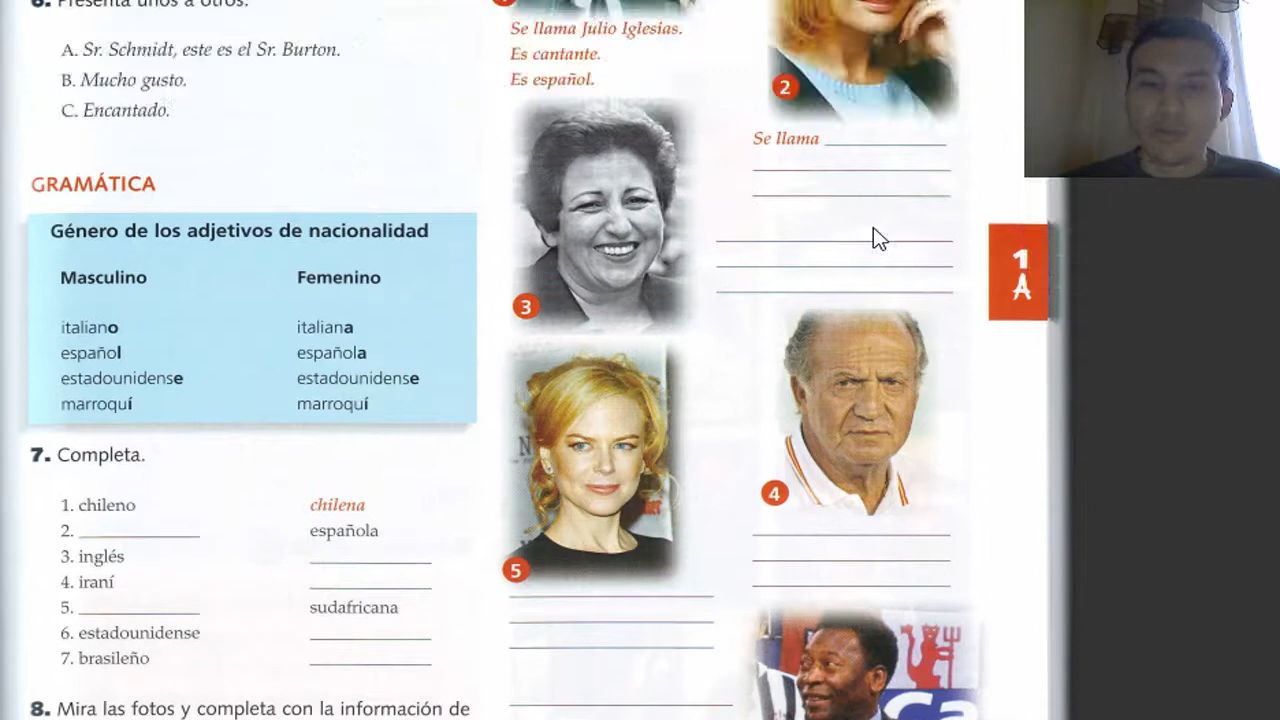 6. Presenta unos a otros.
A. Sr. Schmidt, este es el Sr. Burton.
B. Mucho gusto.
C. Encantado.
GRAMÁTICA
Género de los adjetivos de nacionalidad
Masculino Femenino
italiano italiana
español española
estadounidense estadounidense
marroquí marroquí
7. Completa.
1. chileno chilena
2. española
3. inglés
4. iraní
5. sudafricana
6. estadounidense
7. brasileño
8. Mira las fotos y completa con la información de
Se llama Julio Iglesias.
Es cantante.
Es español.
2
Se llama
3
4
5
Ca
1
A